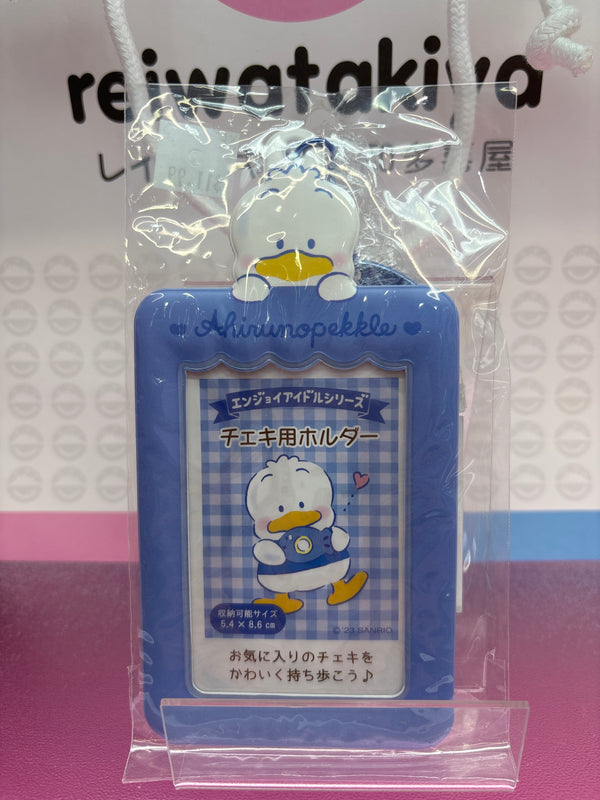 reiwatakiya
Ahirunopekkle
エンジョイアイドルシリーズ
チェキ用ホルダー
収納可能サイズ
5.4 × 8.6 cm
© '23 SANRIO
お気に入りのチェキを
かわいく持ち歩こう♪